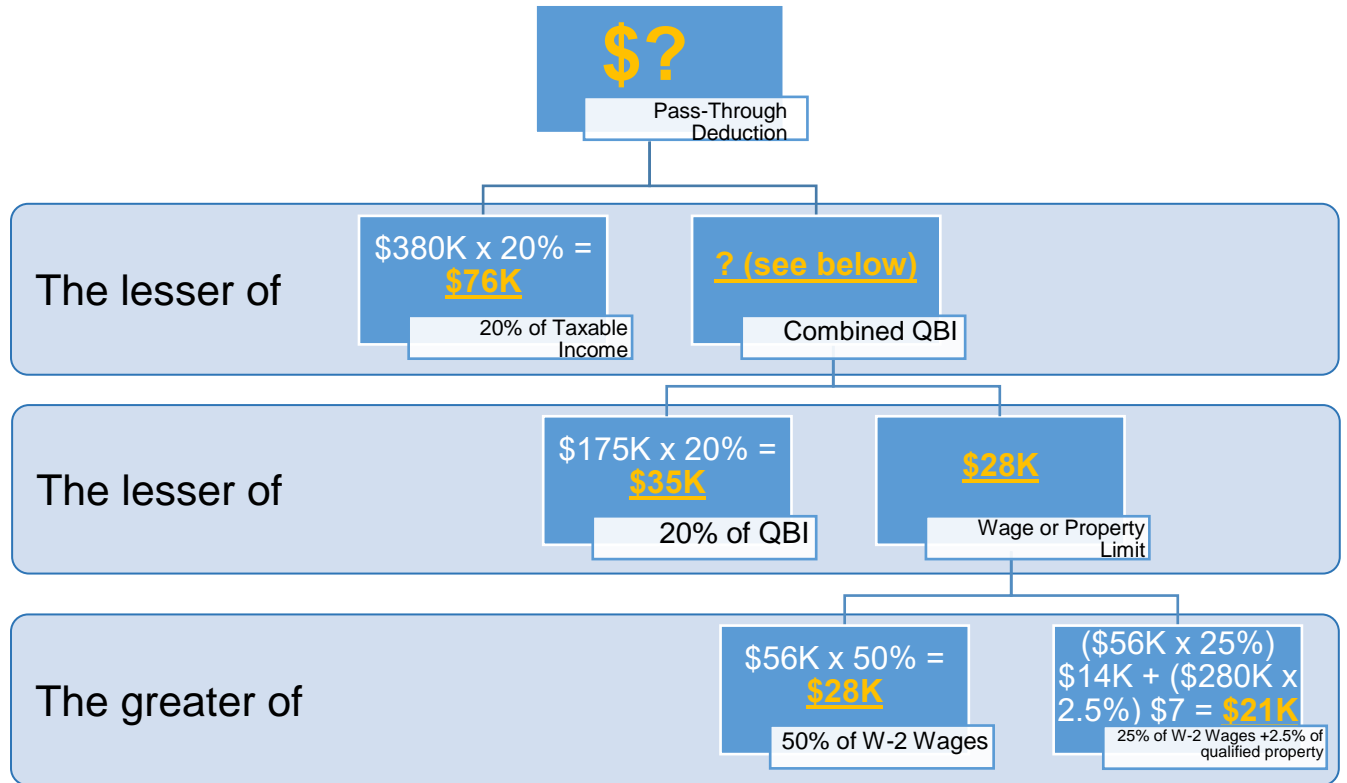 $?
Pass-Through
Deduction
The lesser of
$380K x 20% =
$76K
20% of Taxable
Income
? (see below)
Combined QBI
The lesser of
$175K x 20% =
$35K
20% of QBI
$28K
Wage or Property
Limit
The greater of
$56K x 50% =
$28K
50% of W-2 Wages
($56K x 25%)
$14K + ($280K x
2.5%) $7 = $21K
25% of W-2 Wages +2.5% of
qualified property